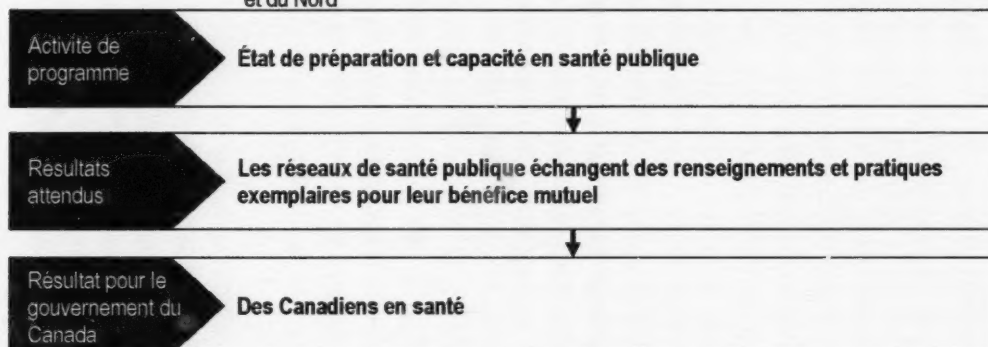 et du Nord
Activité de
programme
État de préparation et capacité en santé publique
Résultats
attendus
Les réseaux de santé publique échangent des renseignements et pratiques
exemplaires pour leur bénéfice mutuel
Résultat pour le
gouvernement du
Canada
Des Canadiens en santé